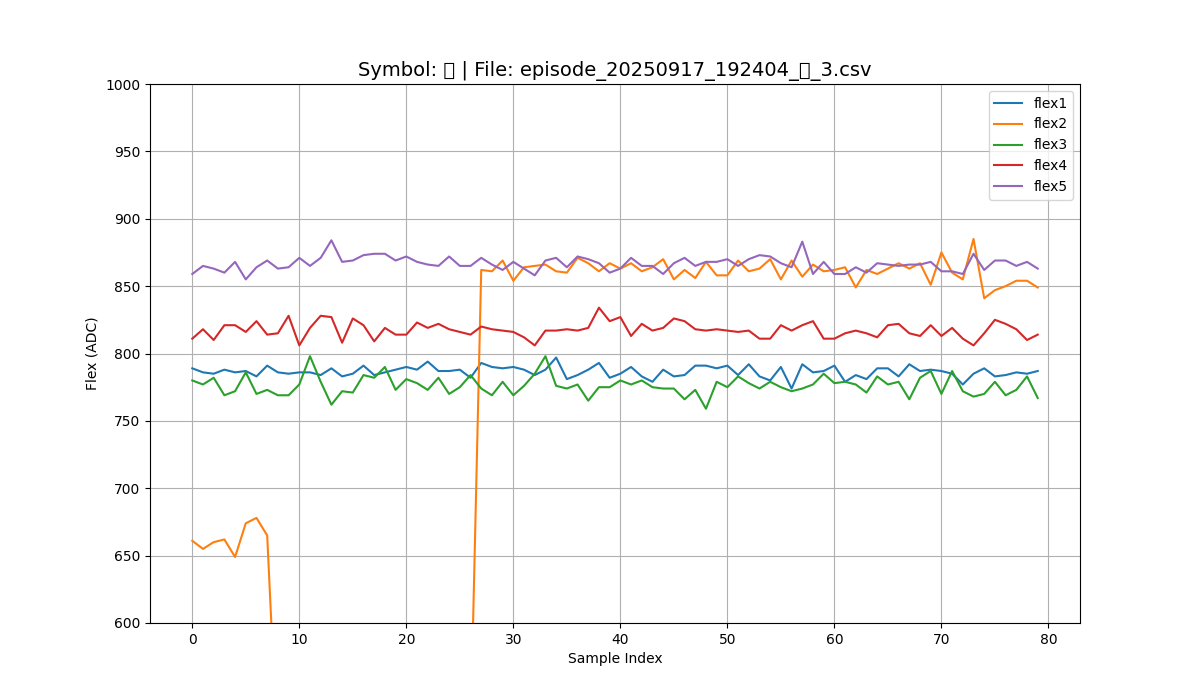 Symbol: | File: episode_20250917_192404_ _3.csv
1000
950
900
850
800
750
700
650
600
Flex (ADC)
0 10 20 30 40 50 60 70 80
Sample Index
flex1
flex2
flex3
flex4
flex5